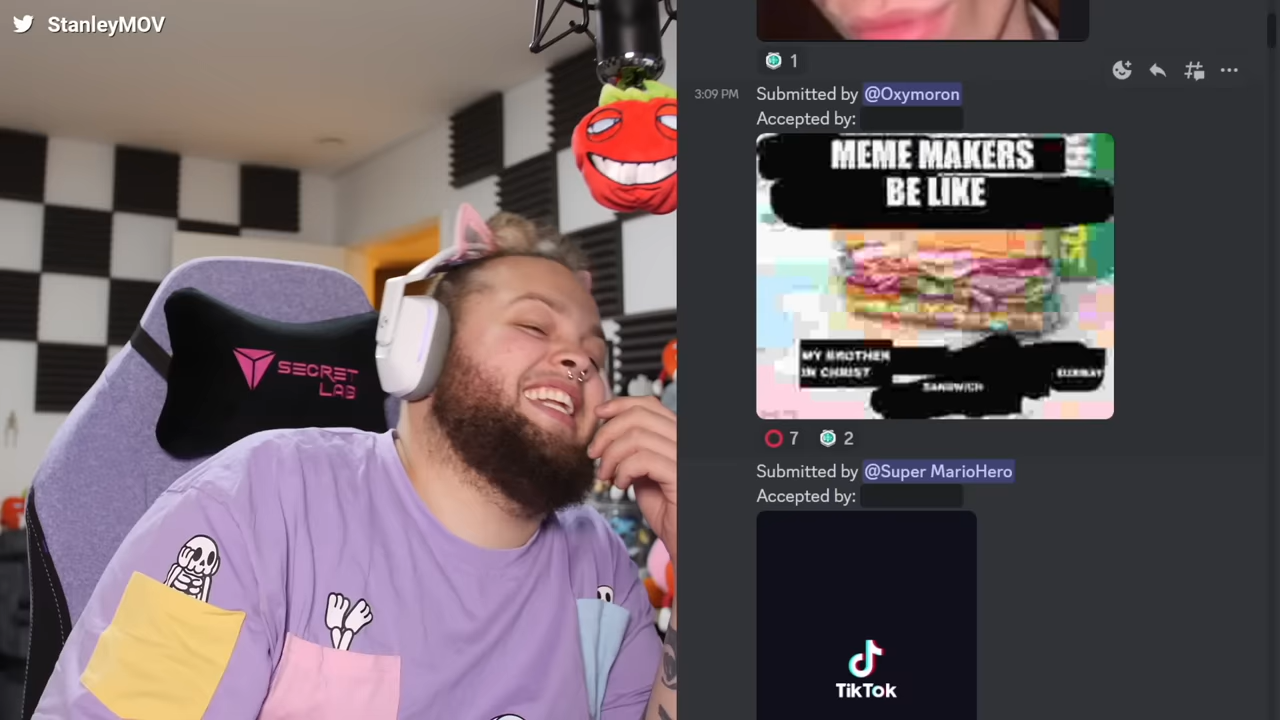 StanleyMOV
SECRET
LAB
1
3:09 PM
Submitted by @Oxymoron
Accepted by:
MEME MAKERS
BE LIKE
MY BROTHER
IN CHRIST
SANDWICH
SUBWAY
7
2
Submitted by @Super MarioHero
Accepted by:
TikTok